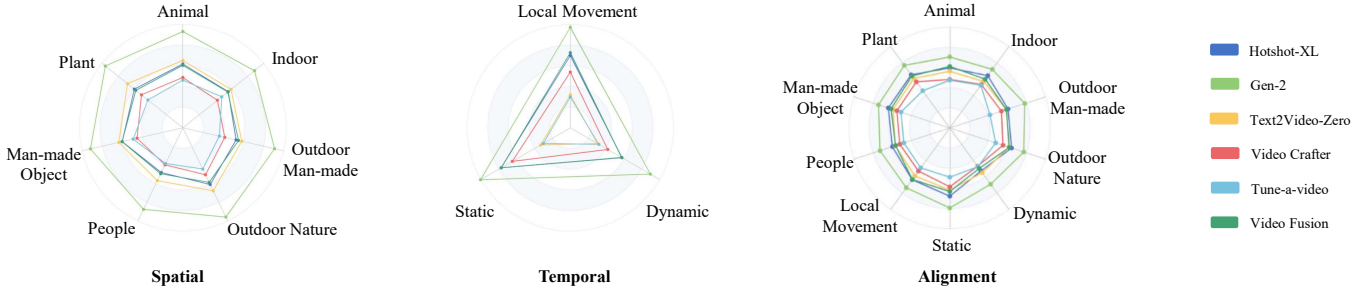 Animal
Indoor
Outdoor
Man-made
Outdoor Nature
People
Man-made
Object
Plant
Spatial
Local Movement
Dynamic
Static
Temporal
Animal
Indoor
Outdoor
Man-made
Outdoor
Nature
Dynamic
Static
Local
Movement
People
Man-made
Object
Plant
Alignment
Hotshot-XL
Gen-2
Text2Video-Zero
Video Crafter
Tune-a-video
Video Fusion